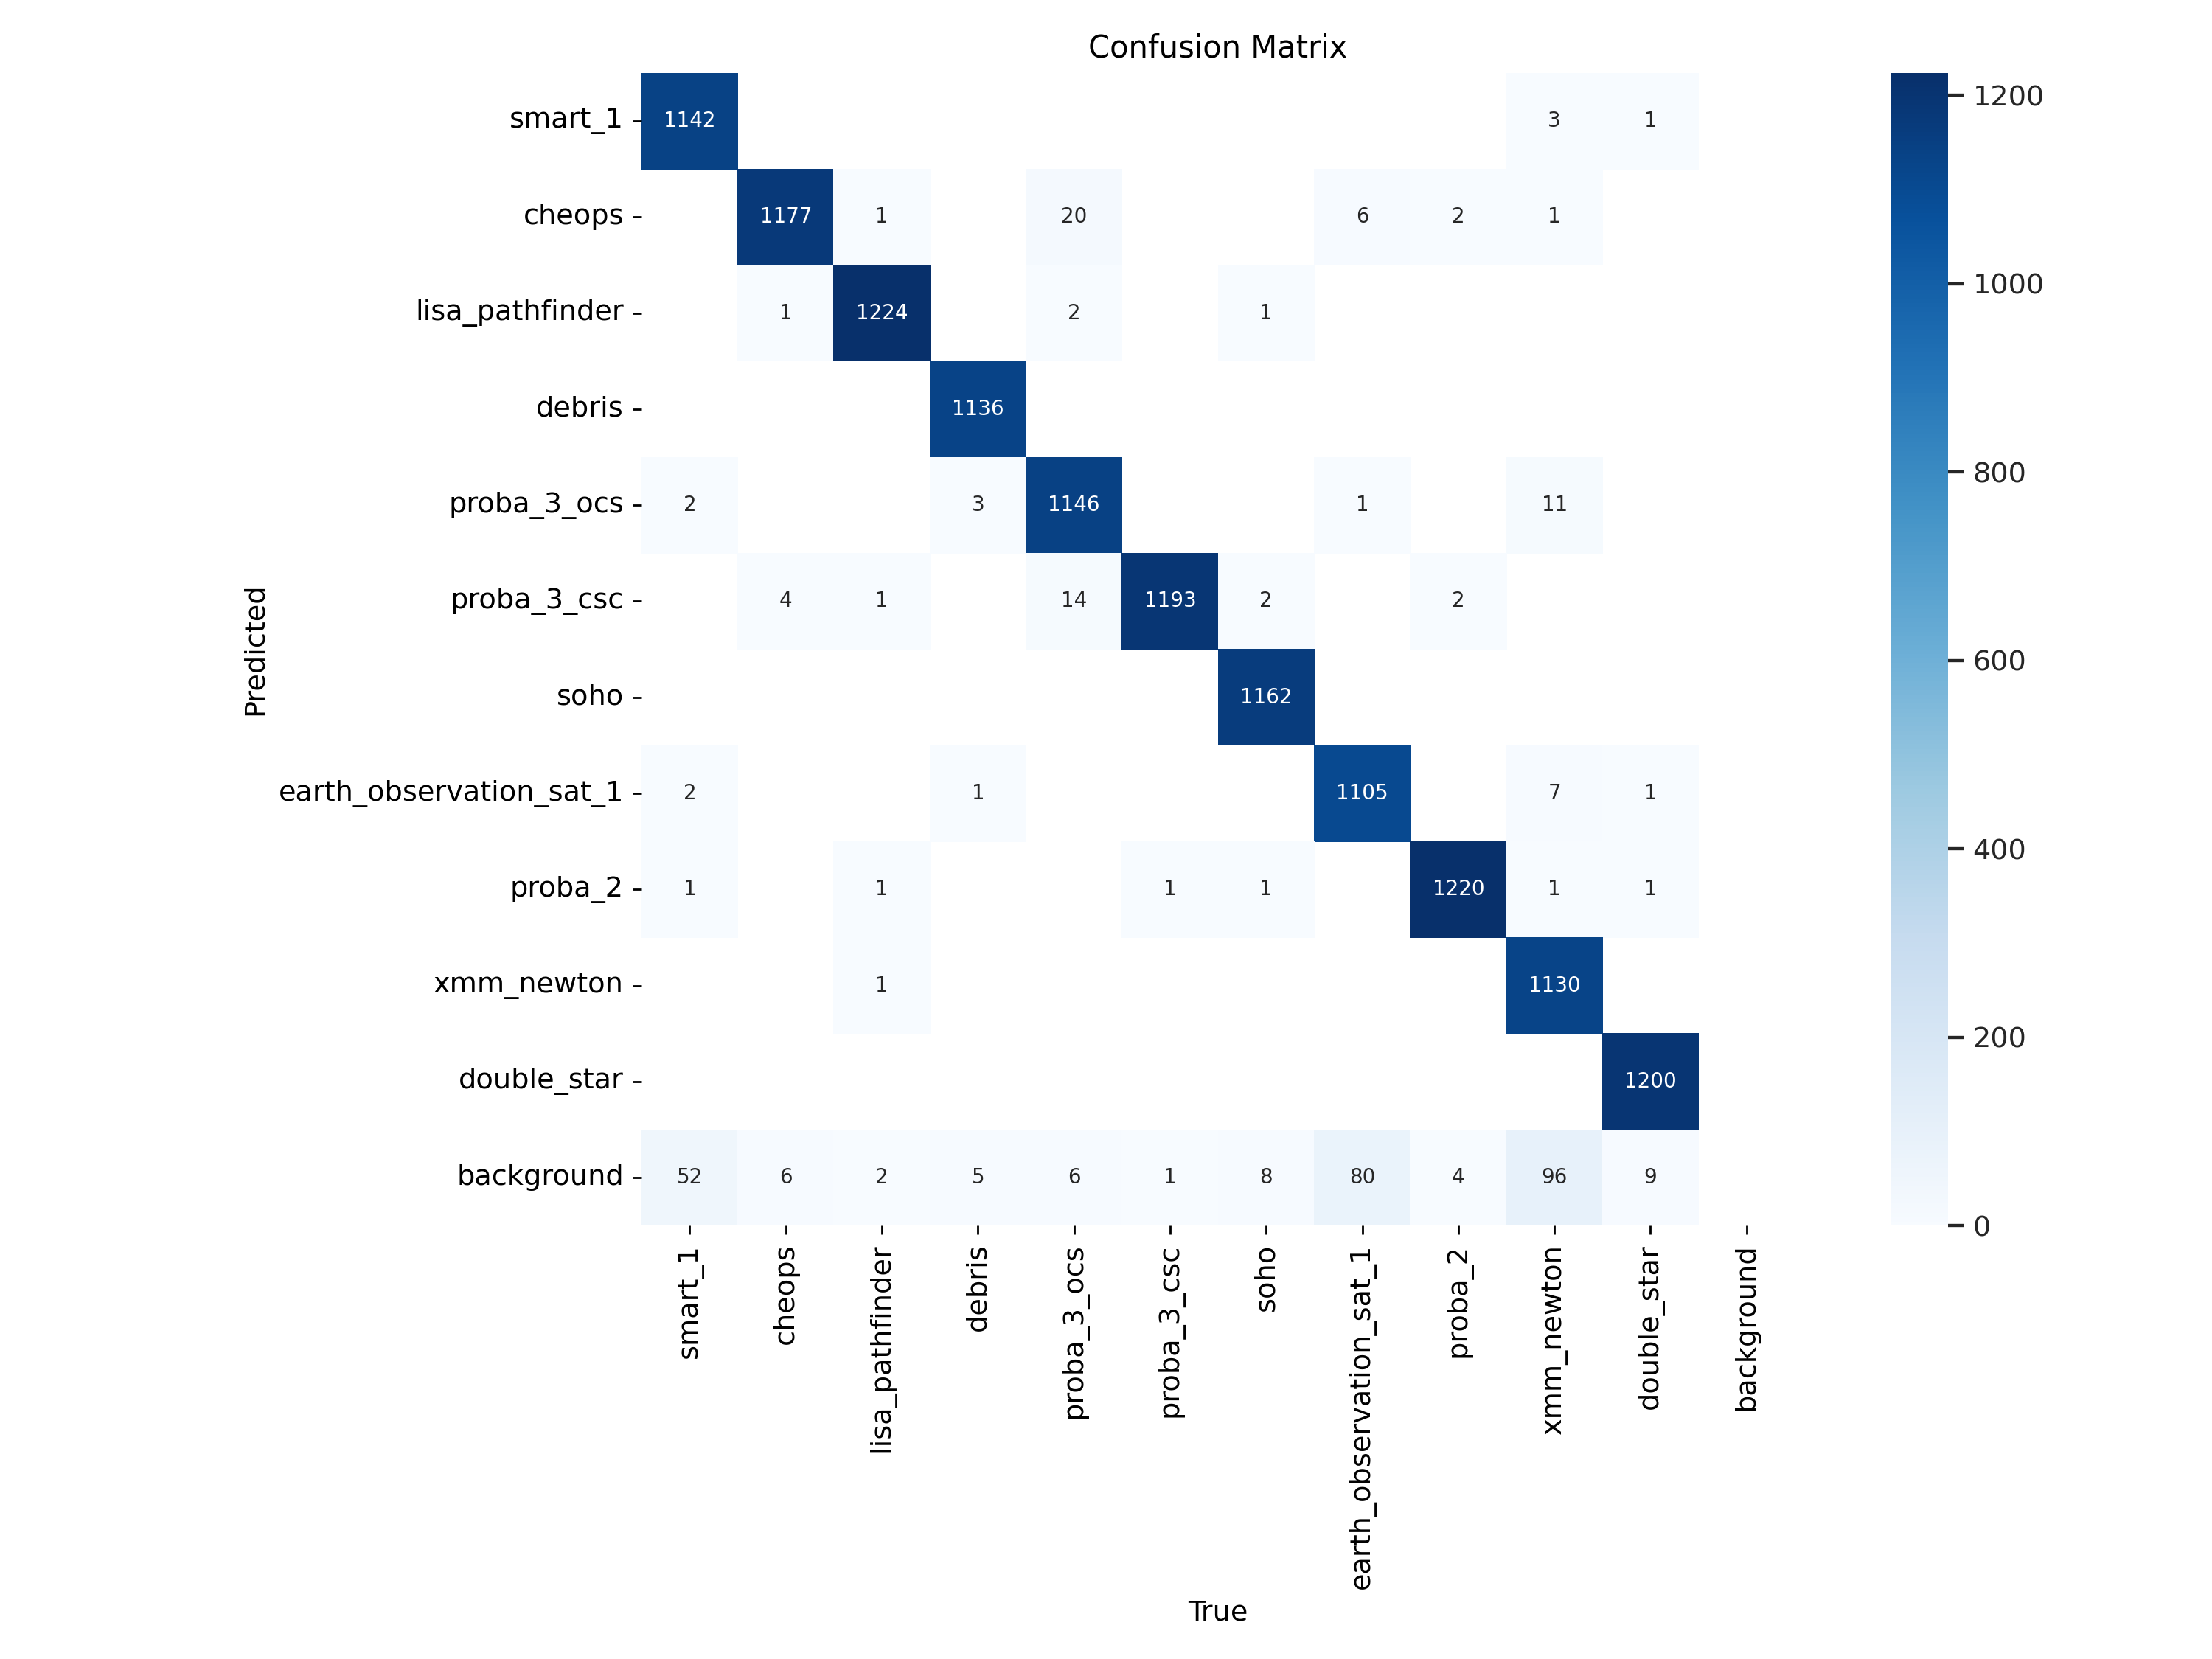 Confusion Matrix
smart_1 1142 3 1
cheops 1177 1 20 6 2 1
lisa_pathfinder 1 1224 2 1
debris 1136
proba_3_ocs 2 3 1146 1 11
proba_3_csc 4 1 14 1193 2 2
soho 1162
earth_observation_sat_1 2 1 1105 7 1
proba_2 1 1 1 1 1220 1 1
xmm_newton 1 1130
double_star 1200
background 52 6 2 5 6 1 8 80 4 96 9
Predicted
smart_1
cheops
lisa_pathfinder
debris
proba_3_ocs
proba_3_csc
soho
earth_observation_sat_1
proba_2
xmm_newton
double_star
background
True
1200
1000
800
600
400
200
0